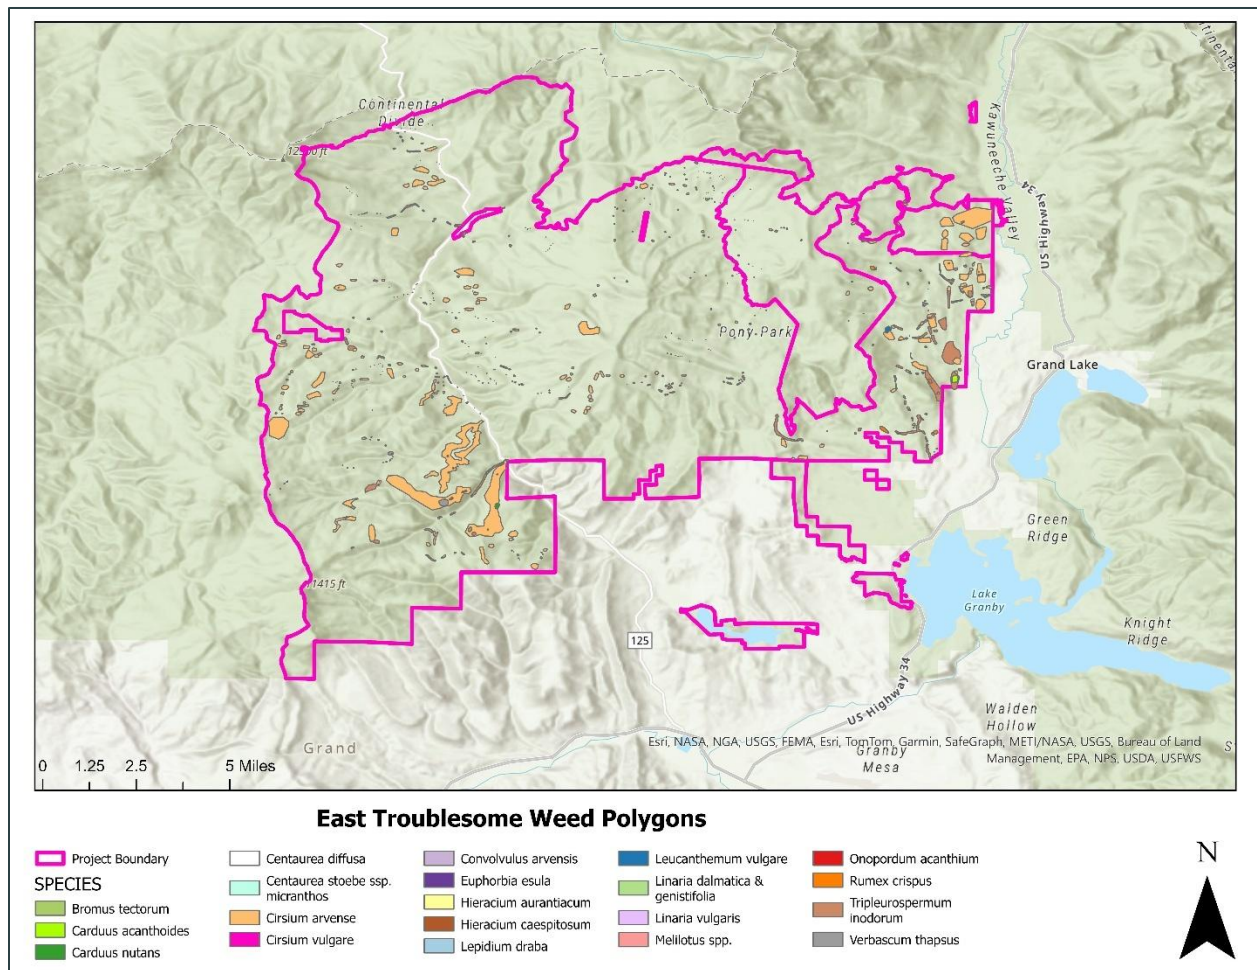 Continental
Divide
12300 ft
Continental
Kawuneeche Valley
US Highway 34
Pony Park
Grand Lake
Green
Ridge
Lake
Granby
Knight
Ridge
11415 ft
125
US Highway 34
Walden
Hollow
Grand
Granby
Mesa
S
Esri, NASA, NGA, USGS, FEMA, Esri, TomTom, Garmin, SafeGraph, METI/NASA, USGS, Bureau of Land
Management, EPA, NPS, USDA, USFWS
0 1.25 2.5 5 Miles
East Troublesome Weed Polygons
Project Boundary
SPECIES
Bromus tectorum
Carduus acanthoides
Carduus nutans
Centaurea diffusa
Centaurea stoebe ssp.
micranthos
Cirsium arvense
Cirsium vulgare
Convolvulus arvensis
Euphorbia esula
Hieracium aurantiacum
Hieracium caespitosum
Lepidium draba
Leucanthemum vulgare
Linaria dalmatica &
genistifolia
Linaria vulgaris
Melilotus spp.
Onopordum acanthium
Rumex crispus
Tripleurospermum
inodorum
Verbascum thapsus
N